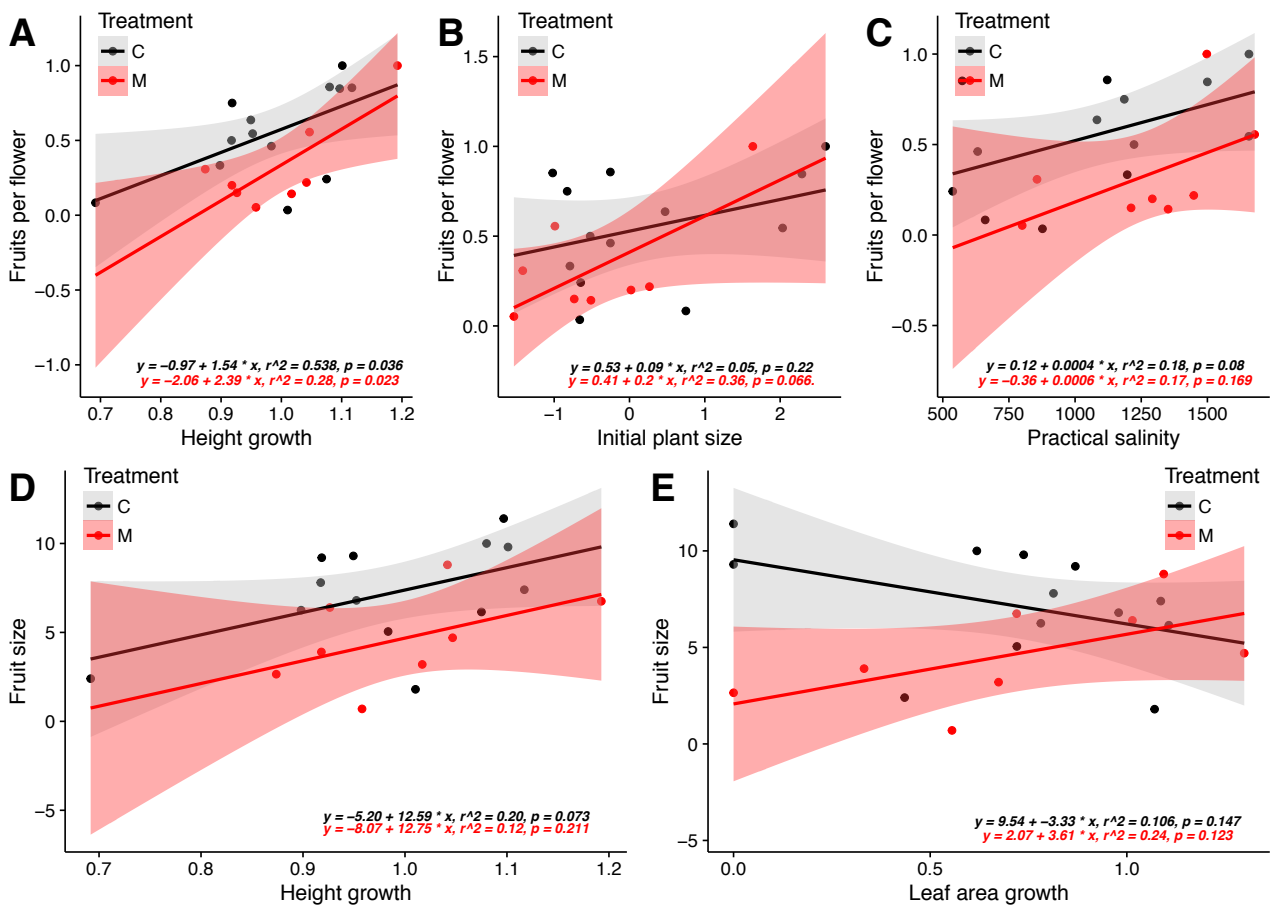 A
Treatment
C
M
Fruits per flower
1.0
0.5
0.0
−0.5
−1.0
y = −0.97 + 1.54 * x, r^2 = 0.538, p = 0.036
y = −2.06 + 2.39 * x, r^2 = 0.28, p = 0.023
0.7 0.8 0.9 1.0 1.1 1.2
Height growth
B
Treatment
C
M
Fruits per flower
1.5
1.0
0.5
0.0
y = 0.53 + 0.09 * x, r^2 = 0.05, p = 0.22
y = 0.41 + 0.2 * x, r^2 = 0.36, p = 0.066.
−1 0 1 2
Initial plant size
C
Treatment
C
M
Fruits per flower
1.0
0.5
0.0
−0.5
y = 0.12 + 0.0004 * x, r^2 = 0.18, p = 0.08
y = −0.36 + 0.0006 * x, r^2 = 0.17, p = 0.169
500 750 1000 1250 1500
Practical salinity
D
Treatment
C
M
Fruit size
10
5
0
−5
y = −5.20 + 12.59 * x, r^2 = 0.20, p = 0.073
y = −8.07 + 12.75 * x, r^2 = 0.12, p = 0.211
0.7 0.8 0.9 1.0 1.1 1.2
Height growth
E
Treatment
C
M
Fruit size
10
5
0
−5
y = 9.54 + −3.33 * x, r^2 = 0.106, p = 0.147
y = 2.07 + 3.61 * x, r^2 = 0.24, p = 0.123
0.0 0.5 1.0
Leaf area growth